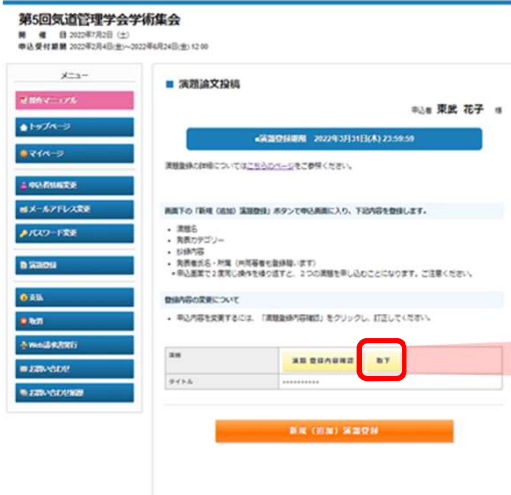 第5回気道管理学会学術集会
開 催 日 2022年7月2日（土）
申込受付期間 2022年2月4日(金)～2022年6月24日(金) 12:00
メニュー
操作マニュアル
トップページ
マイページ
申込者情報変更
メールアドレス変更
パスワード変更
演題登録
支払
取消
Web請求書発行
お問い合わせ
お問い合わせ履歴
■ 演題論文投稿
申込者 東武 花子 様
●演題登録期限 2022年3月31日(木) 23:59:59
演題登録の詳細についてはこちらのページをご参照ください。
画面下の「新規（追加）演題登録」ボタンで申込画面に入り、下記内容を登録します。
• 演題名
• 発表カテゴリー
• 抄録内容
• 発表者氏名・所属（共同著者も登録願います）
•申込画面で2度同じ操作を繰り返すと、2つの演題を申し込むことになります。ご注意ください。
登録内容の変更について
• 申込内容を変更するには、「演題登録内容確認」をクリックし、訂正してください。
演題
演題 登録内容確認
取下
タイトル
**********
新規（追加）演題登録